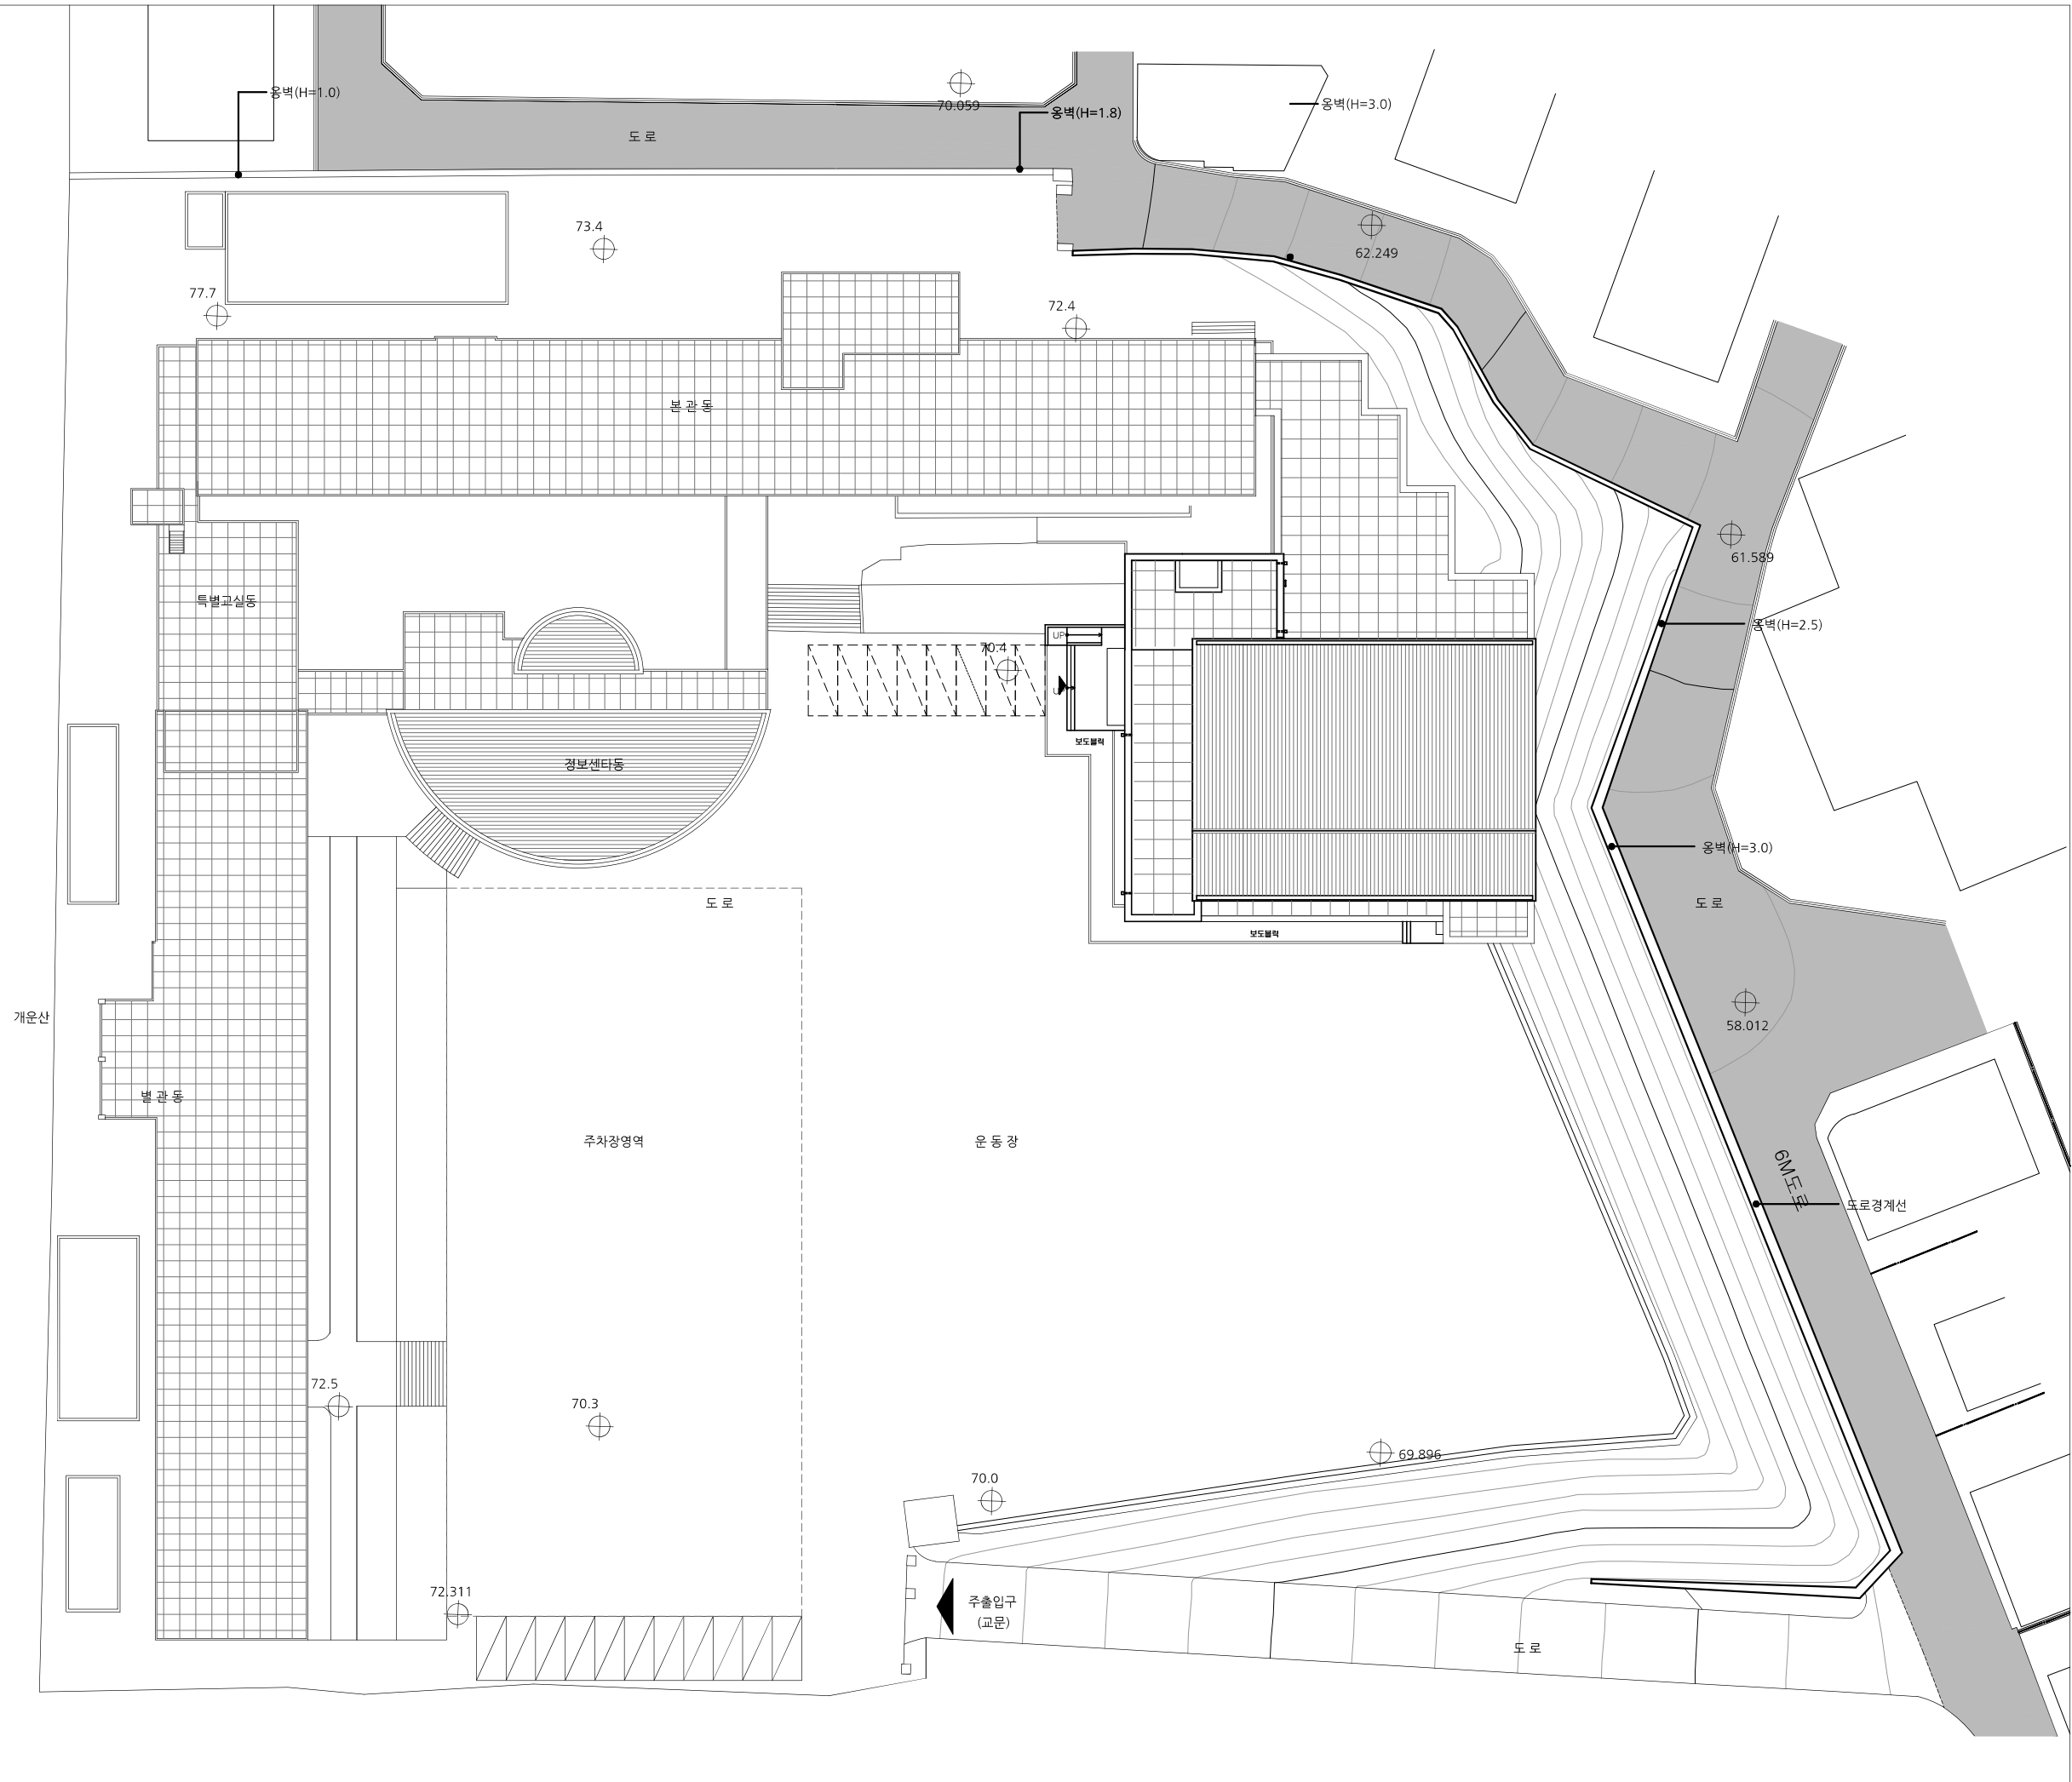 70.059
옹벽(H=1.0)
옹벽(H=3.0)
옹벽(H=1.8)
도 로
73.4
62.249
77.7
72.4
본 관 동
61.589
특별교실동
옹벽(H=2.5)
UP
70.4
보도블럭
정보센타동
옹벽(H=3.0)
도 로
도 로
보도블럭
개운산
58.012
별 관 동
주차장영역
운 동 장
6M도로
도로경계선
72.5
70.3
69.896
70.0
72.311
주출입구
(교문)
도 로